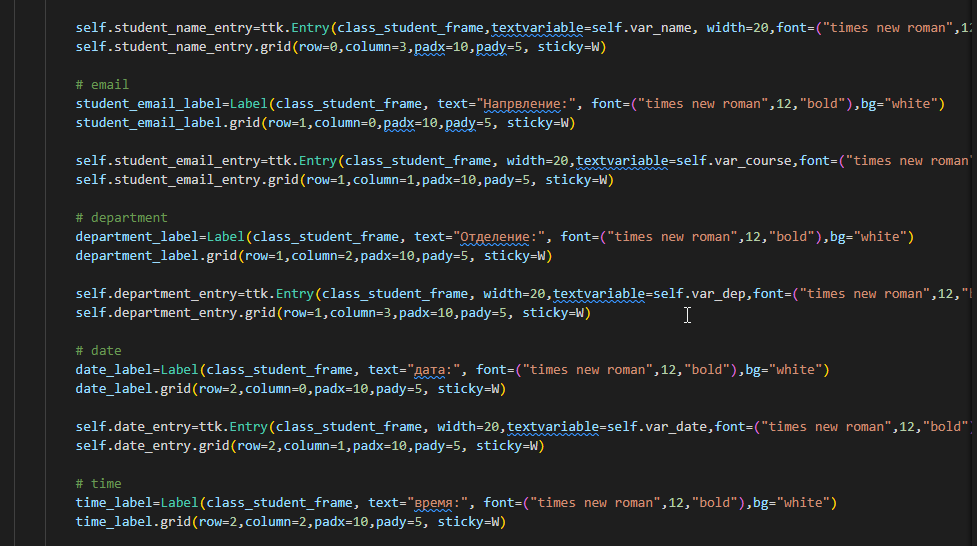 self.student_name_entry=ttk.Entry(class_student_frame,textvariable=self.var_name, width=20,font=("times new roman",12
self.student_name_entry.grid(row=0,column=3,padx=10,pady=5, sticky=W)
# email
student_email_label=Label(class_student_frame, text="Напрвление:", font=("times new roman",12,"bold"),bg="white")
student_email_label.grid(row=1,column=0,padx=10,pady=5, sticky=W)
self.student_email_entry=ttk.Entry(class_student_frame, width=20,textvariable=self.var_course,font=("times new roman"
self.student_email_entry.grid(row=1,column=1,padx=10,pady=5, sticky=W)
# department
department_label=Label(class_student_frame, text="Отделение:", font=("times new roman",12,"bold"),bg="white")
department_label.grid(row=1,column=2,padx=10,pady=5, sticky=W)
self.department_entry=ttk.Entry(class_student_frame, width=20,textvariable=self.var_dep,font=("times new roman",12,"
self.department_entry.grid(row=1,column=3,padx=10,pady=5, sticky=W)
# date
date_label=Label(class_student_frame, text="дата:", font=("times new roman",12,"bold"),bg="white")
date_label.grid(row=2,column=0,padx=10,pady=5, sticky=W)
self.date_entry=ttk.Entry(class_student_frame, width=20,textvariable=self.var_date,font=("times new roman",12,"bold"
self.date_entry.grid(row=2,column=1,padx=10,pady=5, sticky=W)
# time
time_label=Label(class_student_frame, text="время:", font=("times new roman",12,"bold"),bg="white")
time_label.grid(row=2,column=2,padx=10,pady=5, sticky=W)